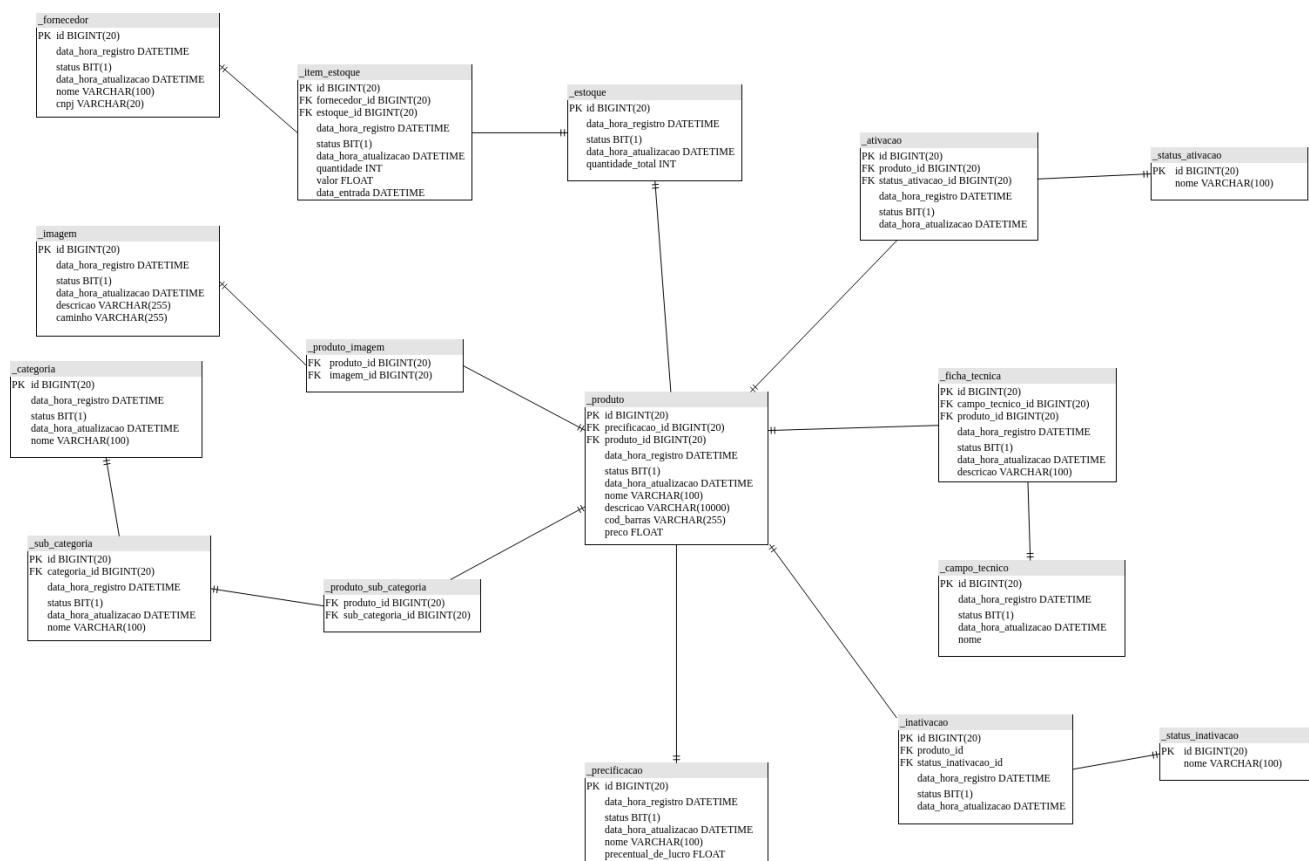 _fornecedor
PK id BIGINT(20)
data_hora_registro DATETIME
status BIT(1)
data_hora_atualizacao DATETIME
nome VARCHAR(100)
cnpj VARCHAR(20)
_item_estoque
PK id BIGINT(20)
FK fornecedor_id BIGINT(20)
FK estoque_id BIGINT(20)
data_hora_registro DATETIME
status BIT(1)
data_hora_atualizacao DATETIME
quantidade INT
valor FLOAT
data_entrada DATETIME
_estoque
PK id BIGINT(20)
data_hora_registro DATETIME
status BIT(1)
data_hora_atualizacao DATETIME
quantidade_total INT
_ativacao
PK id BIGINT(20)
FK produto_id BIGINT(20)
FK status_ativacao_id BIGINT(20)
data_hora_registro DATETIME
status BIT(1)
data_hora_atualizacao DATETIME
_status_ativacao
PK id BIGINT(20)
nome VARCHAR(100)
_imagem
PK id BIGINT(20)
data_hora_registro DATETIME
status BIT(1)
data_hora_atualizacao DATETIME
descricao VARCHAR(255)
caminho VARCHAR(255)
_produto_imagem
FK produto_id BIGINT(20)
FK imagem_id BIGINT(20)
_categoria
PK id BIGINT(20)
data_hora_registro DATETIME
status BIT(1)
data_hora_atualizacao DATETIME
nome VARCHAR(100)
_produto
PK id BIGINT(20)
FK precificacao_id BIGINT(20)
FK produto_id BIGINT(20)
data_hora_registro DATETIME
status BIT(1)
data_hora_atualizacao DATETIME
nome VARCHAR(100)
descricao VARCHAR(10000)
cod_barras VARCHAR(255)
preco FLOAT
_ficha_tecnica
PK id BIGINT(20)
FK campo_tecnico_id BIGINT(20)
FK produto_id BIGINT(20)
data_hora_registro DATETIME
status BIT(1)
data_hora_atualizacao DATETIME
descricao VARCHAR(100)
_sub_categoria
PK id BIGINT(20)
FK categoria_id BIGINT(20)
data_hora_registro DATETIME
status BIT(1)
data_hora_atualizacao DATETIME
nome VARCHAR(100)
_produto_sub_categoria
FK produto_id BIGINT(20)
FK sub_categoria_id BIGINT(20)
_campo_tecnico
PK id BIGINT(20)
data_hora_registro DATETIME
status BIT(1)
data_hora_atualizacao DATETIME
nome
_precificacao
PK id BIGINT(20)
data_hora_registro DATETIME
status BIT(1)
data_hora_atualizacao DATETIME
nome VARCHAR(100)
precentual_de_lucro FLOAT
_inativacao
PK id BIGINT(20)
FK produto_id
FK status_inativacao_id
data_hora_registro DATETIME
status BIT(1)
data_hora_atualizacao DATETIME
_status_inativacao
PK id BIGINT(20)
nome VARCHAR(100)